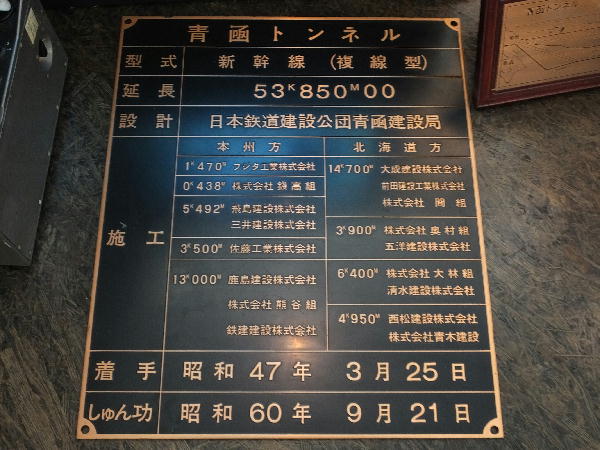 青函トンネル
型式 新幹線 (複線型)
延長 53K850M00
設計 日本鉄道建設公団青函建設局
施工
本州方
1K470M フジタ工業株式会社
0K438M 株式会社 銭高組
5K492M 飛島建設株式会社
三井建設株式会社
3K500M 佐藤工業株式会社
13K000M 鹿島建設株式会社
株式会社 熊谷組
鉄建建設株式会社
北海道方
14K700M 大成建設株式会社
前田建設工業株式会社
株式会社 間 組
3K900M 株式会社 奥村組
五洋建設株式会社
6K400M 株式会社 大林組
清水建設株式会社
4K950M 西松建設株式会社
株式会社青木建設
着手 昭和 47年 3月 25日
しゅん功 昭和 60年 9月 21日